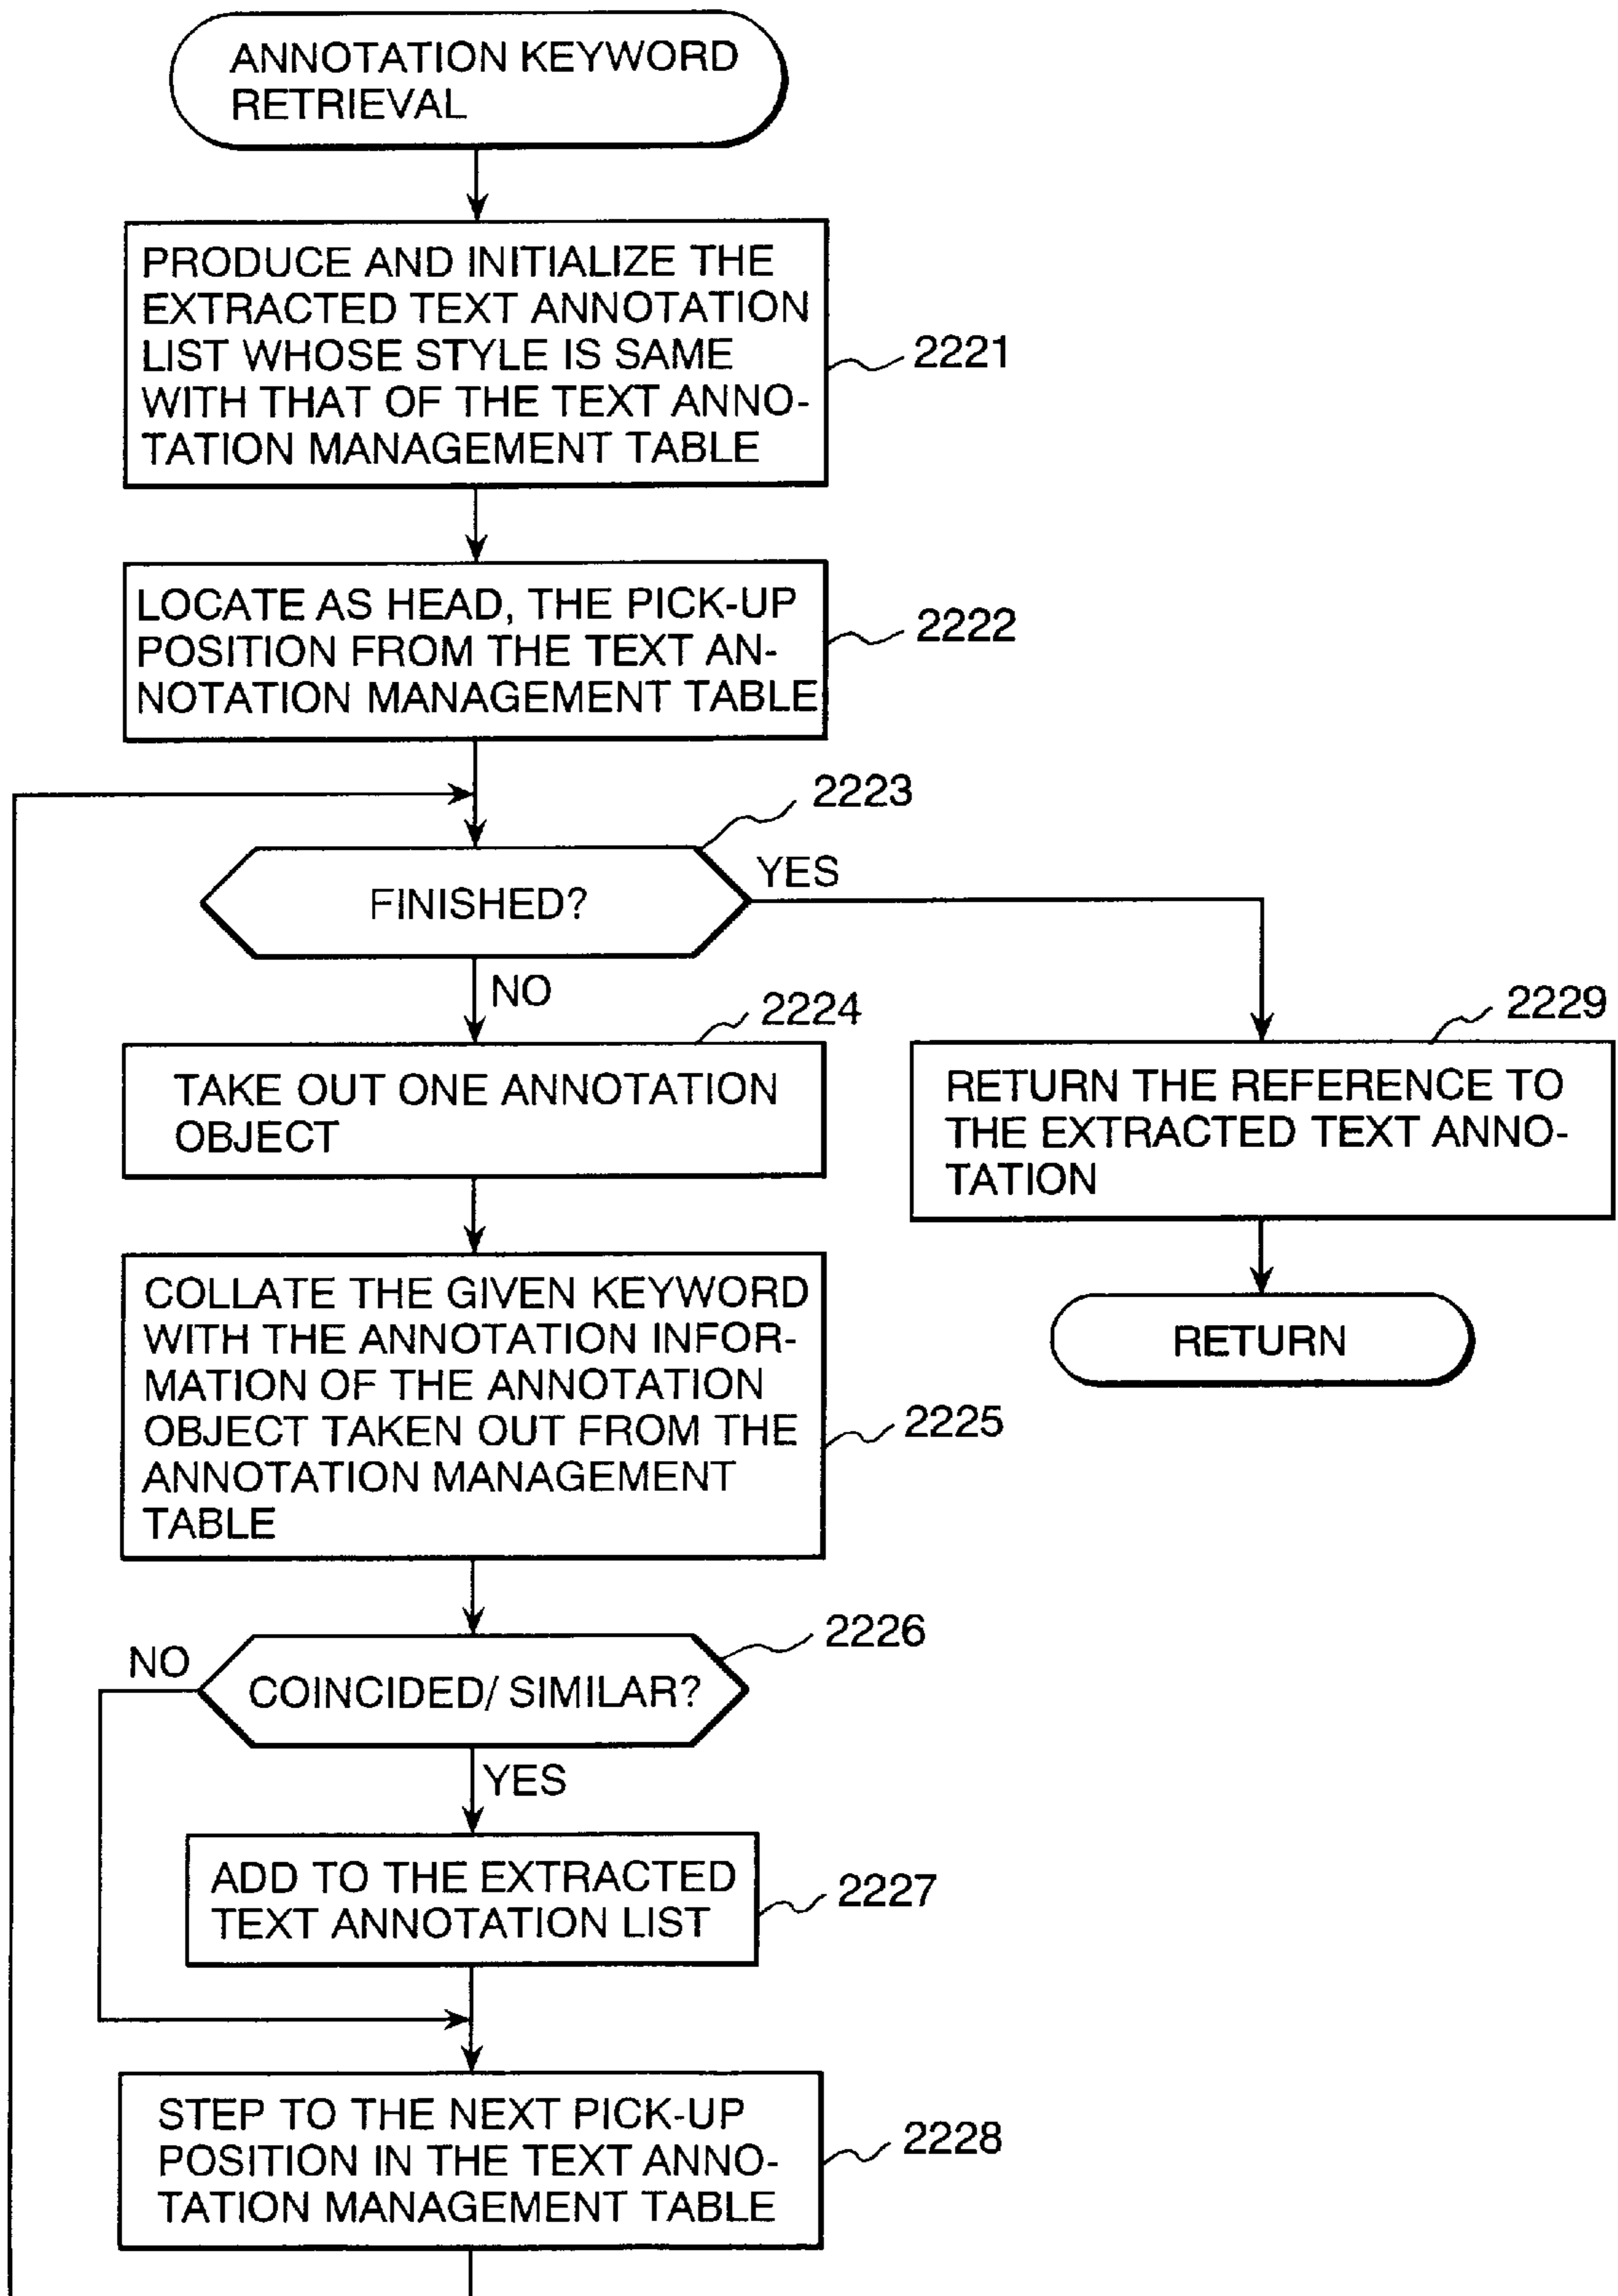 ANNOTATION KEYWORD
RETRIEVAL
PRODUCE AND INITIALIZE THE
EXTRACTED TEXT ANNOTATION
LIST WHOSE STYLE IS SAME
WITH THAT OF THE TEXT ANNO-
TATION MANAGEMENT TABLE
2221
LOCATE AS HEAD, THE PICK-UP
POSITION FROM THE TEXT AN-
NOTATION MANAGEMENT TABLE
2222
2223
FINISHED?
YES
NO
2224
TAKE OUT ONE ANNOTATION
OBJECT
2229
RETURN THE REFERENCE TO
THE EXTRACTED TEXT ANNO-
TATION
RETURN
COLLATE THE GIVEN KEYWORD
WITH THE ANNOTATION INFOR-
MATION OF THE ANNOTATION
OBJECT TAKEN OUT FROM THE
ANNOTATION MANAGEMENT
TABLE
2225
2226
NO
COINCIDED/ SIMILAR?
YES
ADD TO THE EXTRACTED
TEXT ANNOTATION LIST
2227
STEP TO THE NEXT PICK-UP
POSITION IN THE TEXT ANNO-
TATION MANAGEMENT TABLE
2228